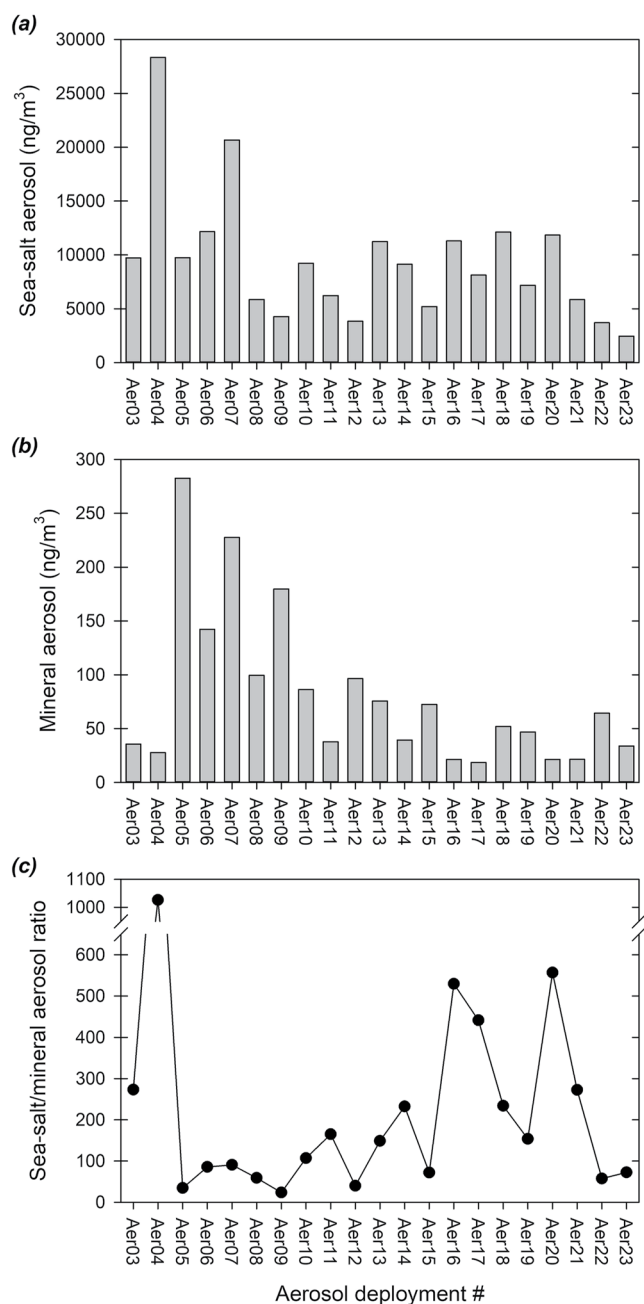 (a)
Sea-salt aerosol (ng/m³)
30000
25000
20000
15000
10000
5000
0
Aer03
Aer04
Aer05
Aer06
Aer07
Aer08
Aer09
Aer10
Aer11
Aer12
Aer13
Aer14
Aer15
Aer16
Aer17
Aer18
Aer19
Aer20
Aer21
Aer22
Aer23
(b)
Mineral aerosol (ng/m³)
300
250
200
150
100
50
0
Aer03
Aer04
Aer05
Aer06
Aer07
Aer08
Aer09
Aer10
Aer11
Aer12
Aer13
Aer14
Aer15
Aer16
Aer17
Aer18
Aer19
Aer20
Aer21
Aer22
Aer23
(c)
Sea-salt/mineral aerosol ratio
1100
1000
600
500
400
300
200
100
0
Aer03
Aer04
Aer05
Aer06
Aer07
Aer08
Aer09
Aer10
Aer11
Aer12
Aer13
Aer14
Aer15
Aer16
Aer17
Aer18
Aer19
Aer20
Aer21
Aer22
Aer23
Aerosol deployment #